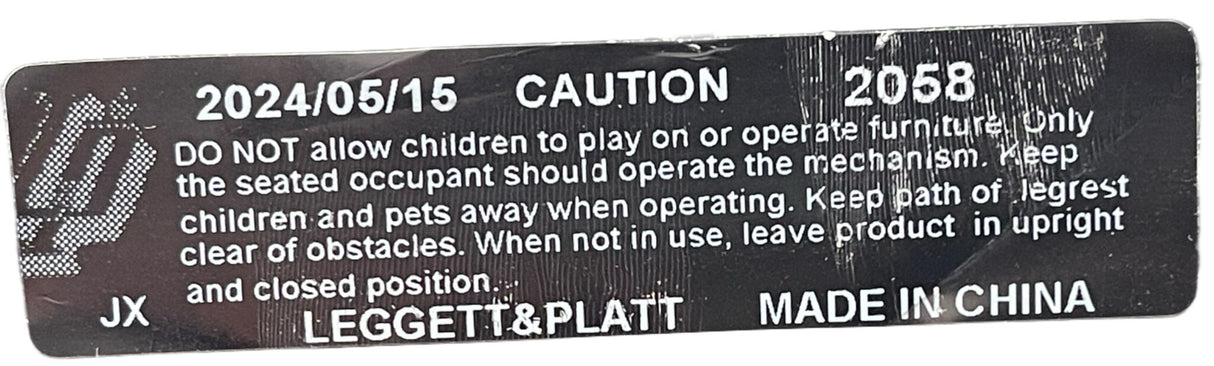 2024/05/15 CAUTION 2058
DO NOT allow children to play on or operate furniture. Only
the seated occupant should operate the mechanism. Keep
children and pets away when operating. Keep path of legrest
clear of obstacles. When not in use, leave product in upright
and closed position.
JX LEGGETT&PLATT MADE IN CHINA